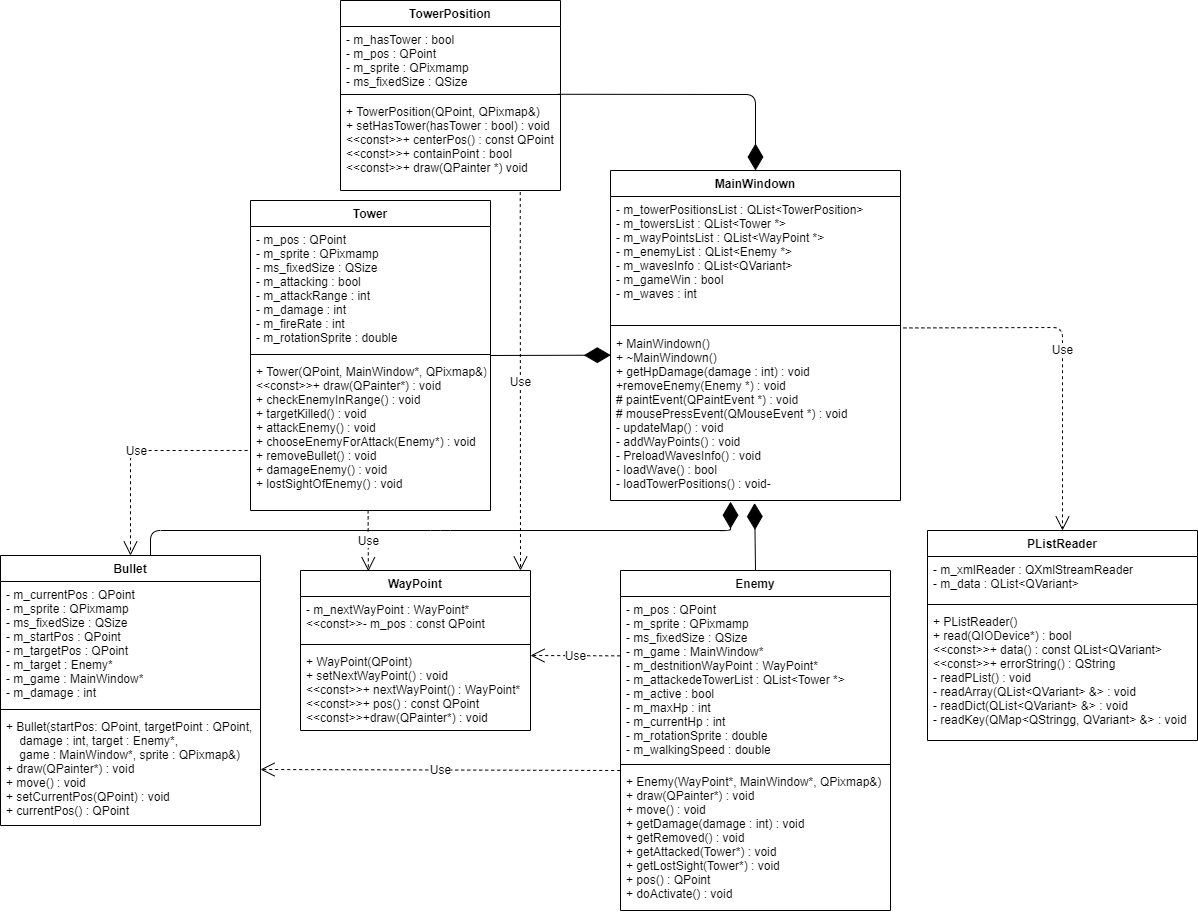 TowerPosition
- m_hasTower : bool
- m_pos : QPoint
- m_sprite : QPixmamp
- ms_fixedSize : QSize
+ TowerPosition(QPoint, QPixmap&)
+ setHasTower(hasTower : bool) : void
<<const>>+ centerPos() : const QPoint
<<const>>+ containPoint : bool
<<const>>+ draw(QPainter *) void
MainWindown
- m_towerPositionsList : QList<TowerPosition>
- m_towersList : QList<Tower *>
- m_wayPointsList : QList<WayPoint *>
- m_enemyList : QList<Enemy *>
- m_wavesInfo : QList<QVariant>
- m_gameWin : bool
- m_waves : int
+ MainWindown()
+ ~MainWindown()
+ getHpDamage(damage : int) : void
+removeEnemy(Enemy *) : void
# paintEvent(QPaintEvent *) : void
# mousePressEvent(QMouseEvent *) : void
- updateMap() : void
- addWayPoints() : void
- PreloadWavesInfo() : void
- loadWave() : bool
- loadTowerPositions() : void-
Tower
- m_pos : QPoint
- m_sprite : QPixmamp
- ms_fixedSize : QSize
- m_attacking : bool
- m_attackRange : int
- m_damage : int
- m_fireRate : int
- m_rotationSprite : double
+ Tower(QPoint, MainWindow*, QPixmap&)
<<const>>+ draw(QPainter*) : void
+ checkEnemyInRange() : void
+ targetKilled() : void
+ attackEnemy() : void
+ chooseEnemyForAttack(Enemy*) : void
+ removeBullet() : void
+ damageEnemy() : void
+ lostSightOfEnemy() : void
Use
Use
Use
Use
Bullet
- m_currentPos : QPoint
- m_sprite : QPixmamp
- ms_fixedSize : QSize
- m_startPos : QPoint
- m_targetPos : QPoint
- m_target : Enemy*
- m_game : MainWindow*
- m_damage : int
+ Bullet(startPos: QPoint, targetPoint : QPoint,
damage : int, target : Enemy*,
game : MainWindow*, sprite : QPixmap&)
+ draw(QPainter*) : void
+ move() : void
+ setCurrentPos(QPoint) : void
+ currentPos() : QPoint
WayPoint
- m_nextWayPoint : WayPoint*
<<const>>- m_pos : const QPoint
+ WayPoint(QPoint)
+ setNextWayPoint() : void
<<const>>+ nextWayPoint() : WayPoint*
<<const>>+ pos() : const QPoint
<<const>>+draw(QPainter*) : void
Use
Use
Enemy
- m_pos : QPoint
- m_sprite : QPixmamp
- ms_fixedSize : QSize
- m_game : MainWindow*
- m_destnitionWayPoint : WayPoint*
- m_attackedeTowerList : QList<Tower *>
- m_active : bool
- m_maxHp : int
- m_currentHp : int
- m_rotationSprite : double
- m_walkingSpeed : double
+ Enemy(WayPoint*, MainWindow*, QPixmap&)
+ draw(QPainter*) : void
+ move() : void
+ getDamage(damage : int) : void
+ getRemoved() : void
+ getAttacked(Tower*) : void
+ getLostSight(Tower*) : void
+ pos() : QPoint
+ doActivate() : void
PListReader
- m_xmlReader : QXmlStreamReader
- m_data : QList<QVariant>
+ PListReader()
+ read(QIODevice*) : bool
<<const>>+ data() : const QList<QVariant>
<<const>>+ errorString() : QString
- readPList() : void
- readArray(QList<QVariant> &>) : void
- readDict(QList<QVariant> &>) : void
- readKey(QMap<QStringg, QVariant> &>) : void